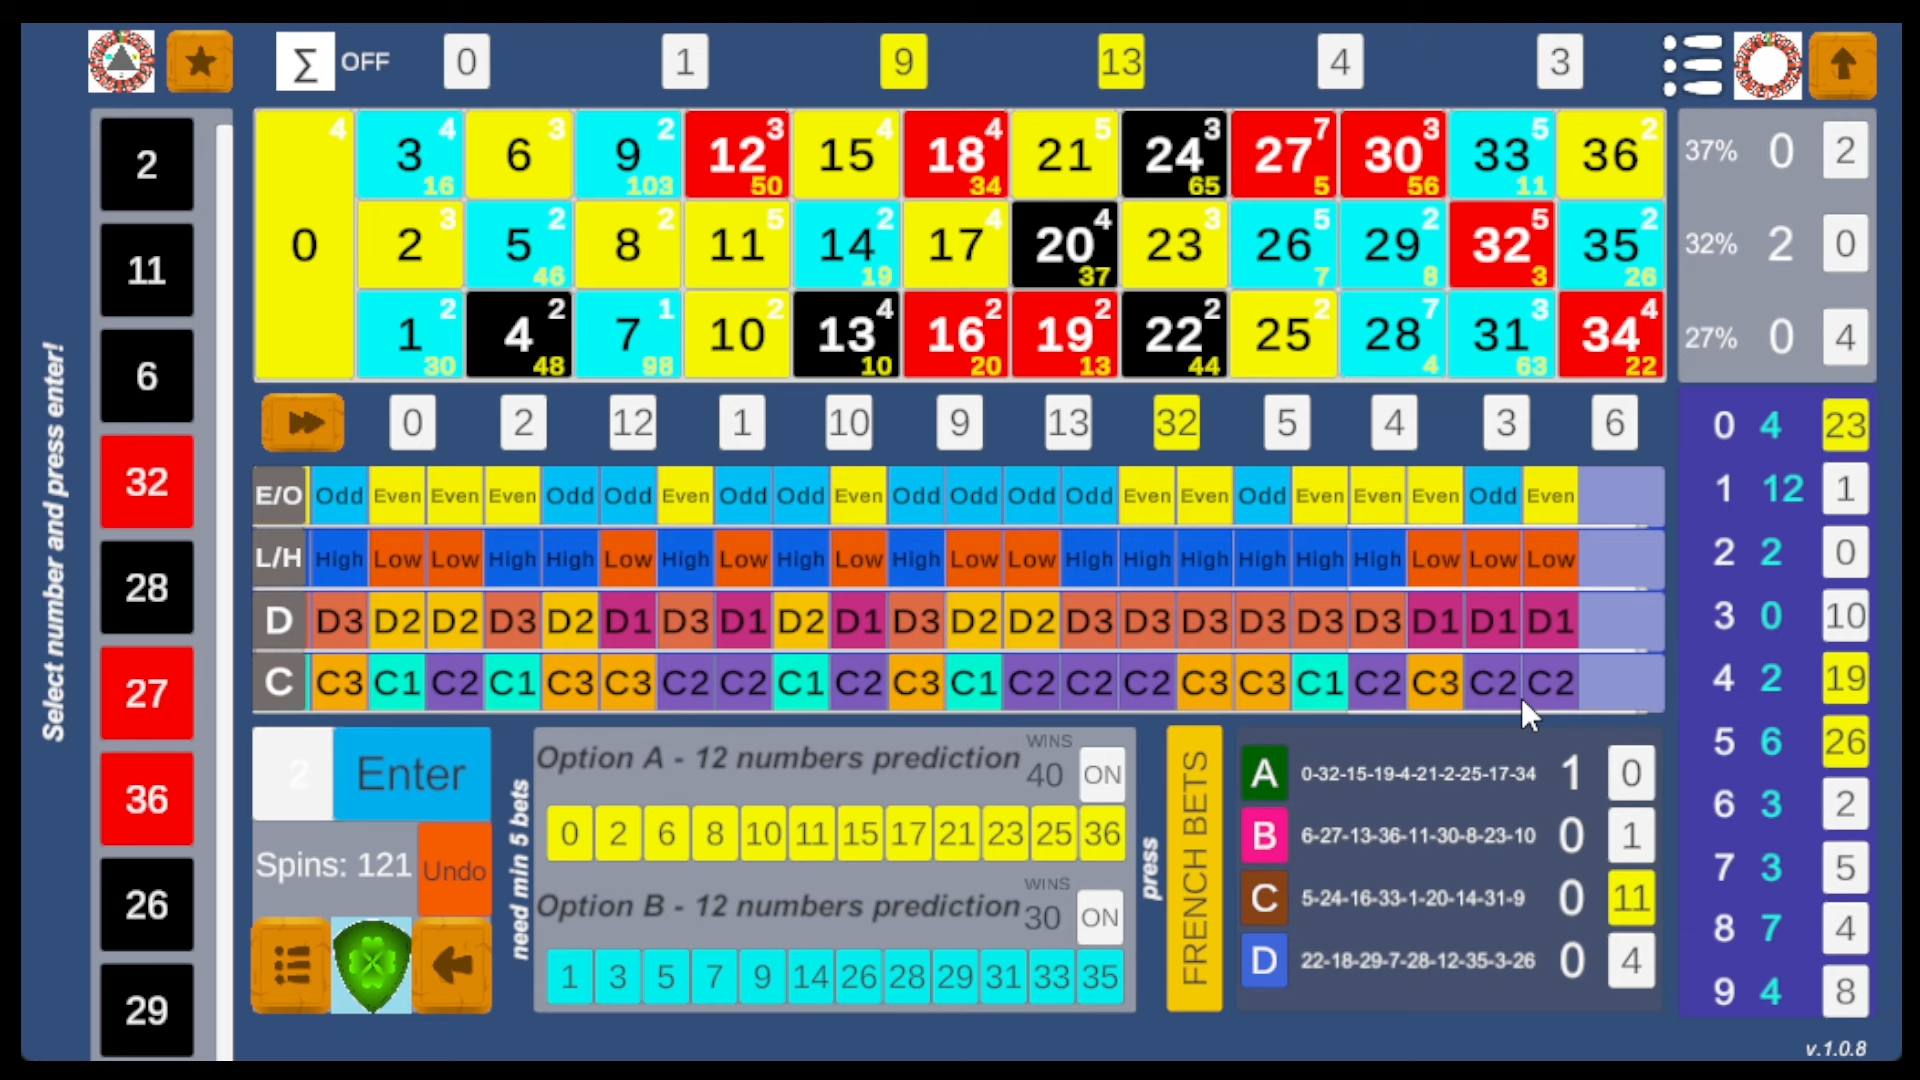 Σ OFF 0 1 9 13 4 3
Select number and press enter!
2
11
6
32
28
27
36
26
29
0 4
3 4 16 6 3 9 2 103 12 3 50 15 4 18 4 34 21 5 24 3 65 27 7 5 30 3 56 33 5 11 36 2
2 3 5 2 46 8 2 11 5 14 2 19 17 4 20 4 37 23 3 26 5 7 29 2 8 32 5 3 35 2 26
1 2 30 4 2 48 7 1 98 10 2 13 4 10 16 2 20 19 2 13 22 2 44 25 2 28 7 4 31 3 63 34 4 22
37% 0 2
32% 2 0
27% 0 4
0 2 12 1 10 9 13 32 5 4 3 6
E/O Odd Even Even Even Odd Odd Even Odd Odd Even Odd Odd Odd Odd Even Even Odd Even Even Even Odd Even
L/H High Low Low High High Low High Low High Low High Low Low High High High High High High Low Low Low
D D3 D2 D2 D3 D2 D1 D3 D1 D2 D1 D3 D2 D2 D3 D3 D3 D3 D3 D3 D1 D1 D1
C C3 C1 C2 C1 C3 C3 C2 C2 C1 C2 C3 C1 C2 C2 C2 C3 C3 C1 C2 C3 C2 C2
0 4 23
1 12 1
2 2 0
3 0 10
4 2 19
5 6 26
6 3 2
7 3 5
8 7 4
9 4 8
2 Enter
Spins: 121 Undo
need min 5 bets
Option A - 12 numbers prediction WINS 40 ON
0 2 6 8 10 11 15 17 21 23 25 36
Option B - 12 numbers prediction WINS 30 ON
1 3 5 7 9 14 26 28 29 31 33 35
press
FRENCH BETS
A 0-32-15-19-4-21-2-25-17-34 1 0
B 6-27-13-36-11-30-8-23-10 0 1
C 5-24-16-33-1-20-14-31-9 0 11
D 22-18-29-7-28-12-35-3-26 0 4
v.1.0.8